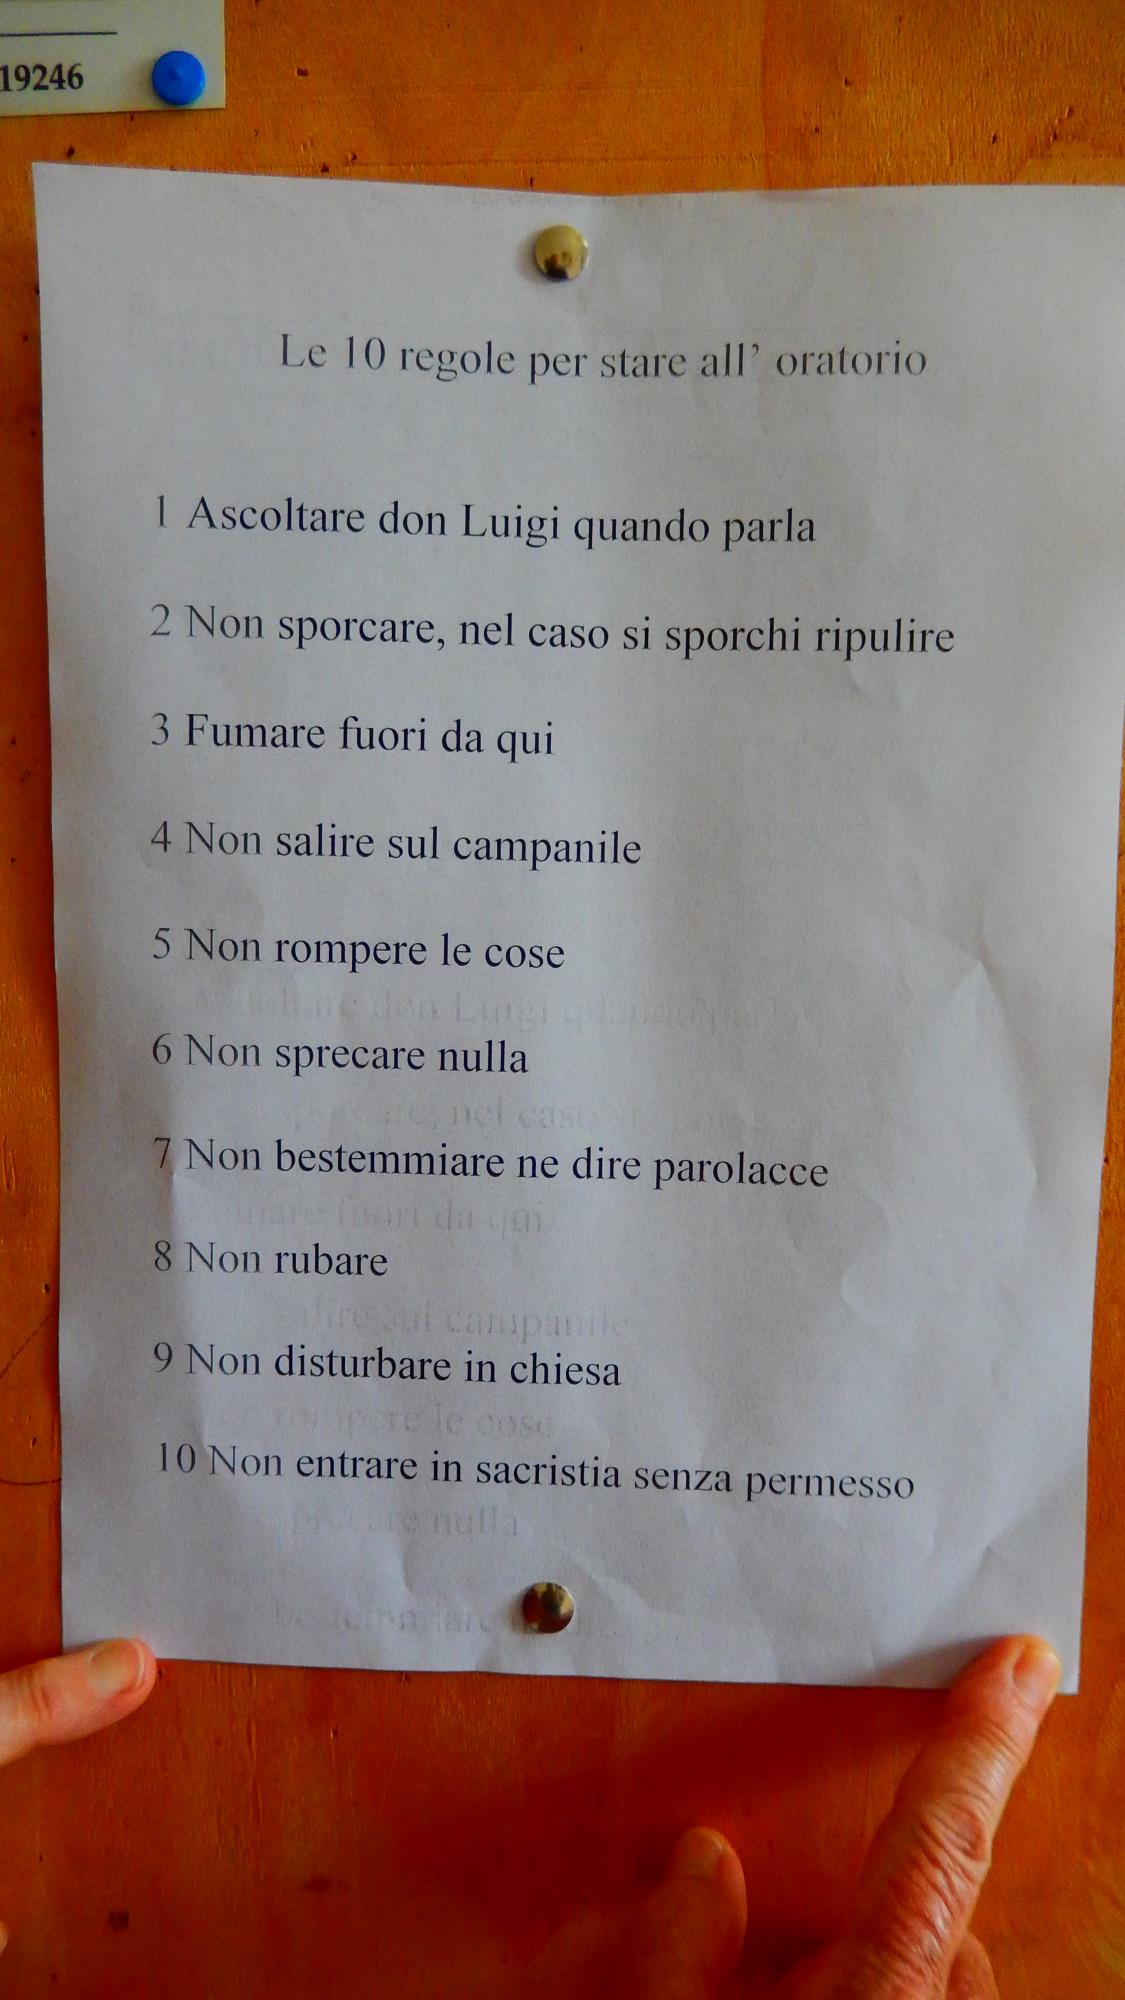 19246
Le 10 regole per stare all’ oratorio
1 Ascoltare don Luigi quando parla
2 Non sporcare, nel caso si sporchi ripulire
3 Fumare fuori da qui
4 Non salire sul campanile
5 Non rompere le cose
6 Non sprecare nulla
7 Non bestemmiare ne dire parolacce
8 Non rubare
9 Non disturbare in chiesa
10 Non entrare in sacristia senza permesso